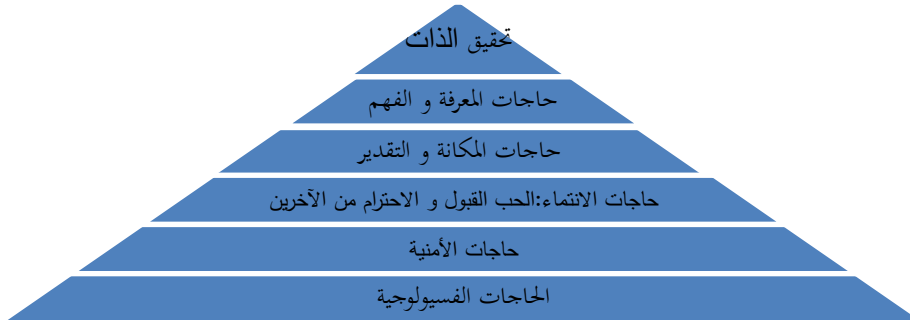 تحقيق الذات
حاجات المعرفة و الفهم
حاجات المكانة و التقدير
حاجات الانتماء:الحب القبول و الاحترام من الآخرين
حاجات الأمنية
الحاجات الفسيولوجية